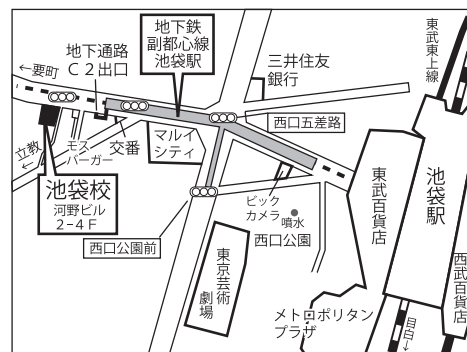 ←要町
地下通路
C2出口
地下鉄
副都心線
池袋駅
三井住友
銀行
東武東上線
西口五差路
立教←
モス
バーガー
交番
マルイ
シティ
池袋校
河野ビル
2-4F
西口公園前
ビック
カメラ
噴水
西口公園
東武百貨店
池袋駅
西武百貨店
東京芸術
劇場
メトロポリタン
プラザ
目白→